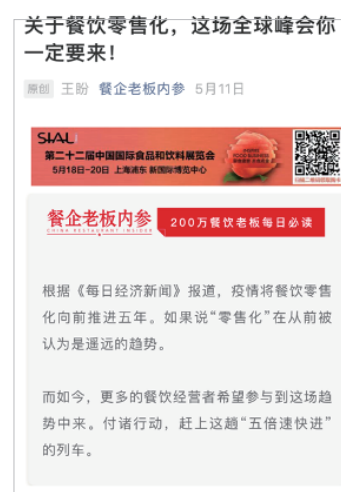 关于餐饮零售化，这场全球峰会你
一定要来！
原创 王盼 餐企老板内参 5月11日
SIAL
第二十二届中国国际食品和饮料展览会
5月18日-20日 上海浦东 新国际博览中心
餐企老板内参
CHINA RESTAURANT INSIDER
200万餐饮老板每日必读
根据《每日经济新闻》报道，疫情将餐饮零售
化向前推进五年。如果说“零售化”在从前被
认为是遥远的趋势。
而如今，更多的餐饮经营者希望参与到这场趋
势中来。付诸行动，赶上这趟“五倍速快进”
的列车。